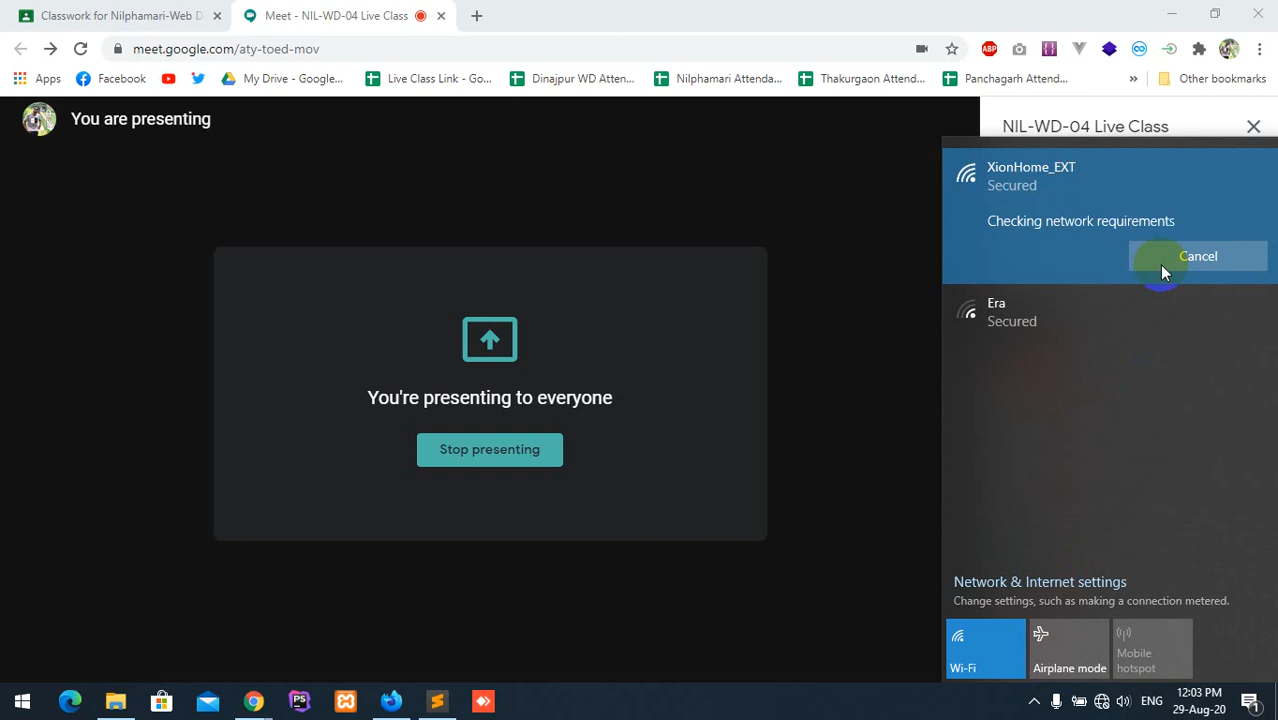 Classwork for Nilphamari-Web D
Meet - NIL-WD-04 Live Class
meet.google.com/aty-toed-mov
ABP
Apps
Facebook
My Drive - Google...
Live Class Link - Go...
Dinajpur WD Atten...
Nilphamari Attenda...
Thakurgaon Attend...
Panchagarh Attend...
»
Other bookmarks
You are presenting
NIL-WD-04 Live Class
XionHome_EXT
Secured
Checking network requirements
Cancel
Era
Secured
You're presenting to everyone
Stop presenting
Network & Internet settings
Change settings, such as making a connection metered.
Wi-Fi
Airplane mode
Mobile
hotspot
PS
ENG
12:03 PM
29-Aug-20
1